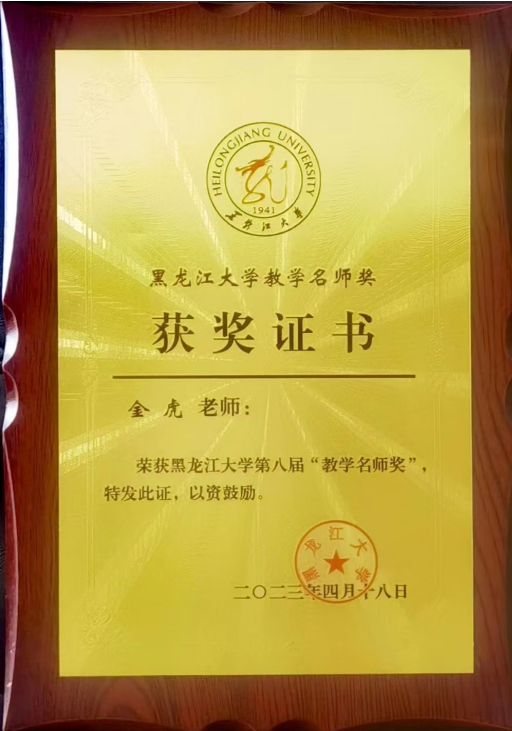 HEILONGJIANG UNIVERSITY
1941
黑龙江大学
黑龙江大学教学名师奖
获奖证书
金虎 老师：
荣获黑龙江大学第八届“教学名师奖”，
特发此证，以资鼓励。
黑龙江大学
二〇二三年四月十八日